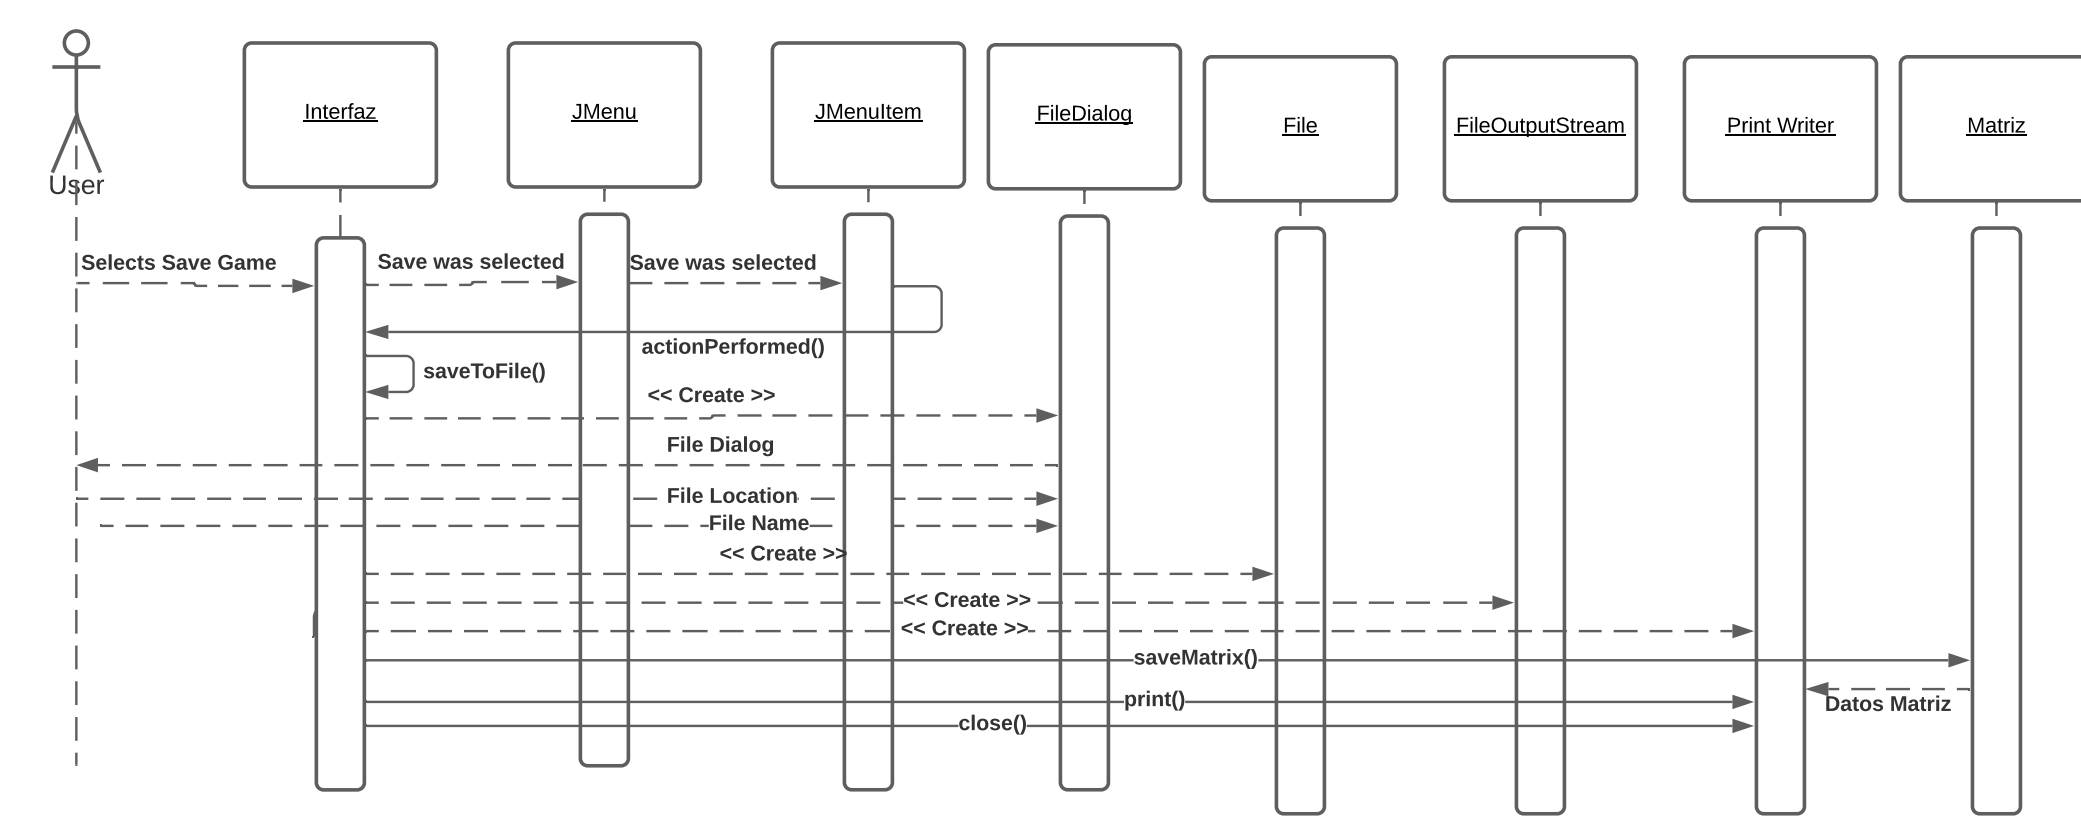 User
Interfaz
JMenu
JMenuItem
FileDialog
File
FileOutputStream
Print Writer
Matriz
Selects Save Game
Save was selected
Save was selected
actionPerformed()
saveToFile()
<< Create >>
File Dialog
File Location
File Name
<< Create >>
<< Create >>
<< Create >>
saveMatrix()
print()
Datos Matriz
close()